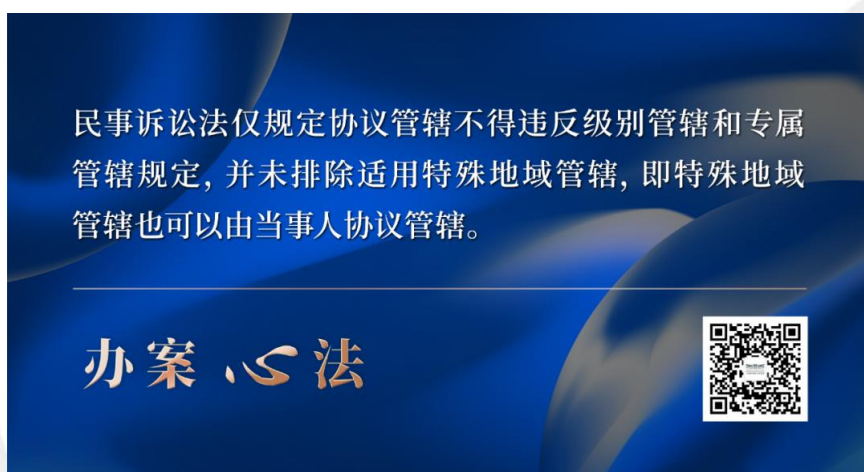 民事诉讼法仅规定协议管辖不得违反级别管辖和专属
管辖规定, 并未排除适用特殊地域管辖, 即特殊地域
管辖也可以由当事人协议管辖。
办案心法